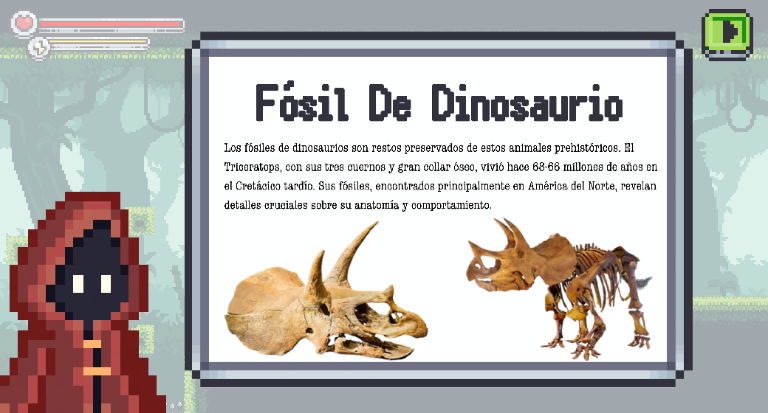 Fósil De Dinosaurio
Los fósiles de dinosaurios son restos preservados de estos animales prehistóricos. El
Triceratops, con sus tres cuernos y gran collar óseo, vivió hace 68-66 millones de años en
el Cretácico tardío. Sus fósiles, encontrados principalmente en América del Norte, revelan
detalles cruciales sobre su anatomía y comportamiento.